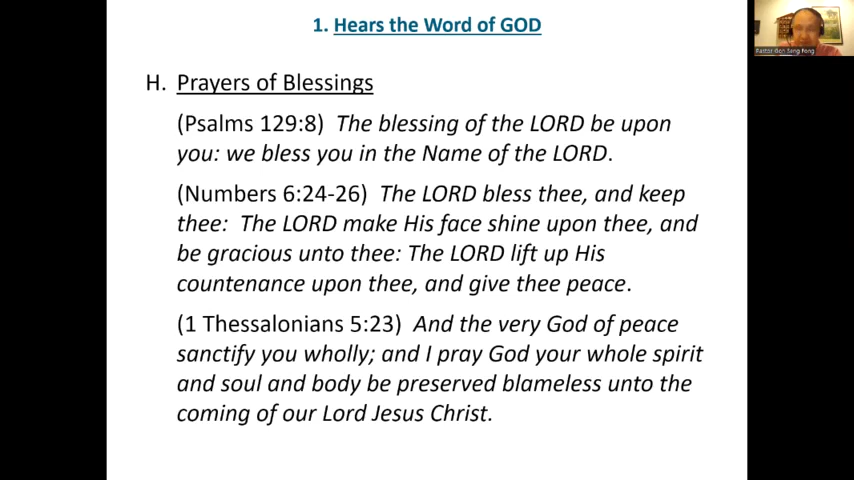 1. Hears the Word of GOD
H. Prayers of Blessings
(Psalms 129:8) The blessing of the LORD be upon
you: we bless you in the Name of the LORD.
(Numbers 6:24-26) The LORD bless thee, and keep
thee: The LORD make His face shine upon thee, and
be gracious unto thee: The LORD lift up His
countenance upon thee, and give thee peace.
(1 Thessalonians 5:23) And the very God of peace
sanctify you wholly; and I pray God your whole spirit
and soul and body be preserved blameless unto the
coming of our Lord Jesus Christ.